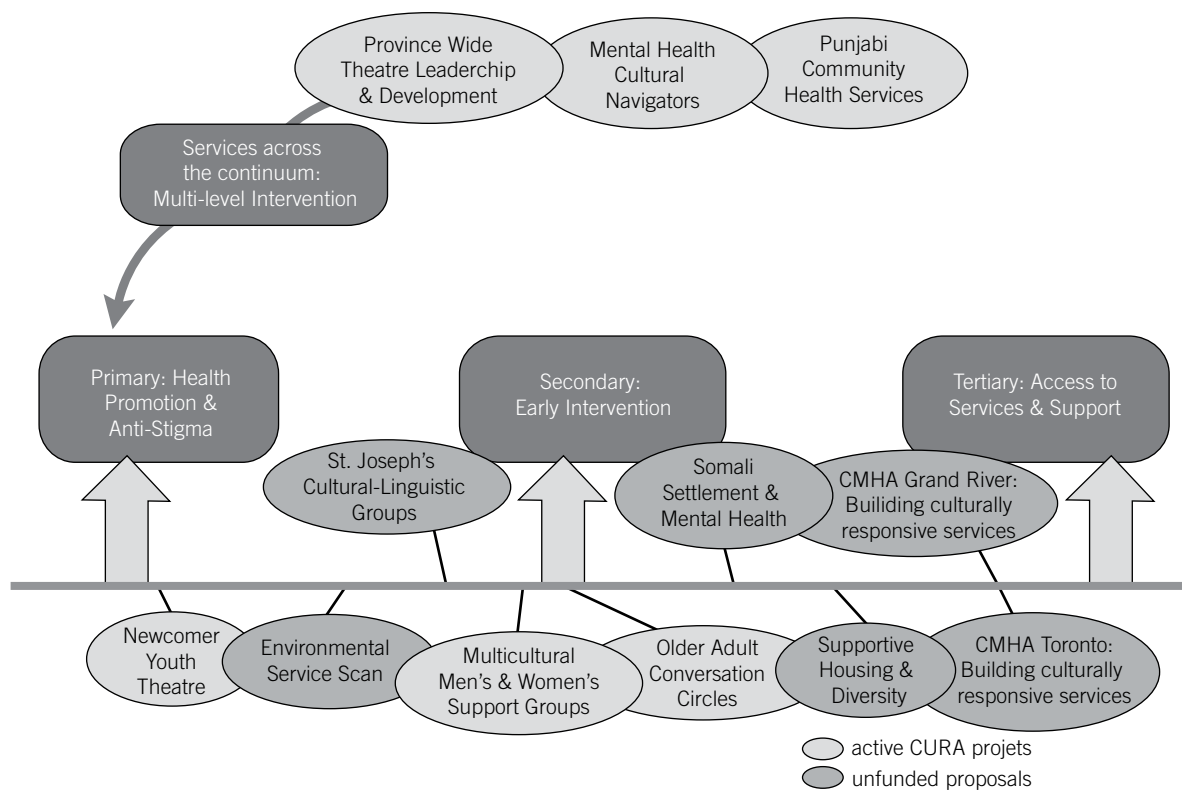 Province Wide
Theatre Leadership
& Development
Mental Health
Cultural
Navigators
Punjabi
Community
Health Services
Services across
the continuum:
Multi-level Intervention
Primary: Health
Promotion &
Anti-Stigma
Secondary:
Early Intervention
Tertiary: Access to
Services & Support
St. Joseph's
Cultural-Linguistic
Groups
Somali
Settlement &
Mental Health
CMHA Grand River:
Builiding culturally
responsive services
Newcomer
Youth
Theatre
Environmental
Service Scan
Multicultural
Men's & Women's
Support Groups
Older Adult
Conversation
Circles
Supportive
Housing &
Diversity
CMHA Toronto:
Building culturally
responsive services
active CURA projets
unfunded proposals